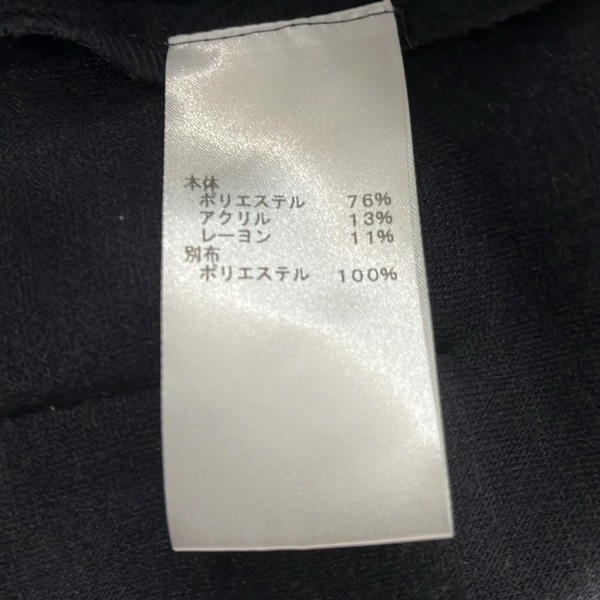 本体
ポリエステル 76%
アクリル 13%
レーヨン 11%
別布
ポリエステル 100%